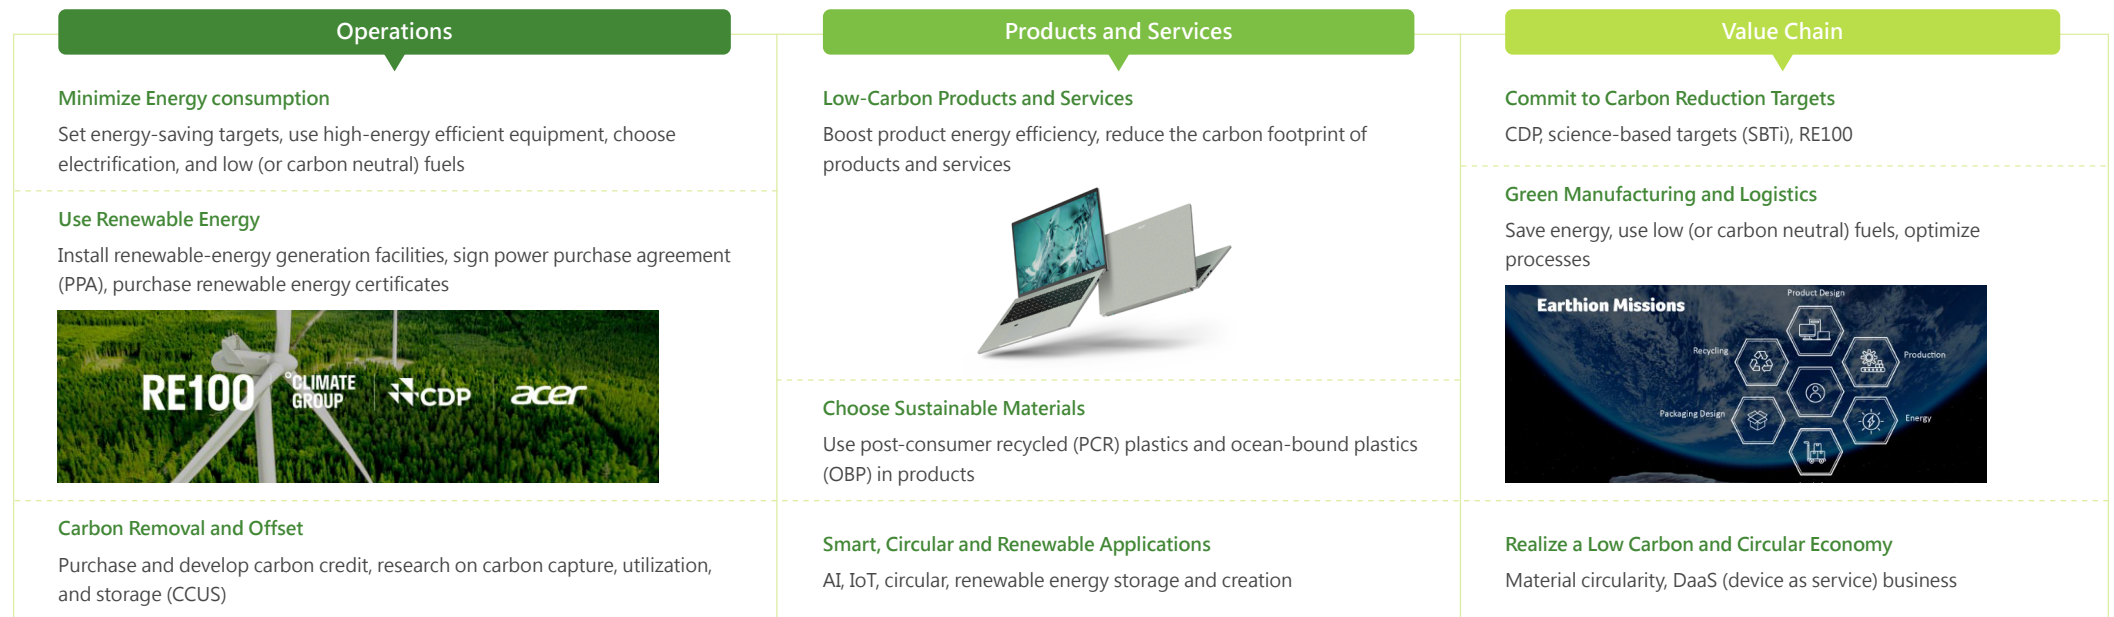 Operations
Minimize Energy consumption
Set energy-saving targets, use high-energy efficient equipment, choose
electrification, and low (or carbon neutral) fuels
Use Renewable Energy
Install renewable-energy generation facilities, sign power purchase agreement
(PPA), purchase renewable energy certificates
RE100
°CLIMATE
GROUP
CDP
acer
Carbon Removal and Offset
Purchase and develop carbon credit, research on carbon capture, utilization,
and storage (CCUS)
Products and Services
Low-Carbon Products and Services
Boost product energy efficiency, reduce the carbon footprint of
products and services
Choose Sustainable Materials
Use post-consumer recycled (PCR) plastics and ocean-bound plastics
(OBP) in products
Smart, Circular and Renewable Applications
AI, IoT, circular, renewable energy storage and creation
Value Chain
Commit to Carbon Reduction Targets
CDP, science-based targets (SBTi), RE100
Green Manufacturing and Logistics
Save energy, use low (or carbon neutral) fuels, optimize
processes
Earthion Missions
Product Design
Recycling
Production
Packaging Design
Energy
Realize a Low Carbon and Circular Economy
Material circularity, DaaS (device as service) business